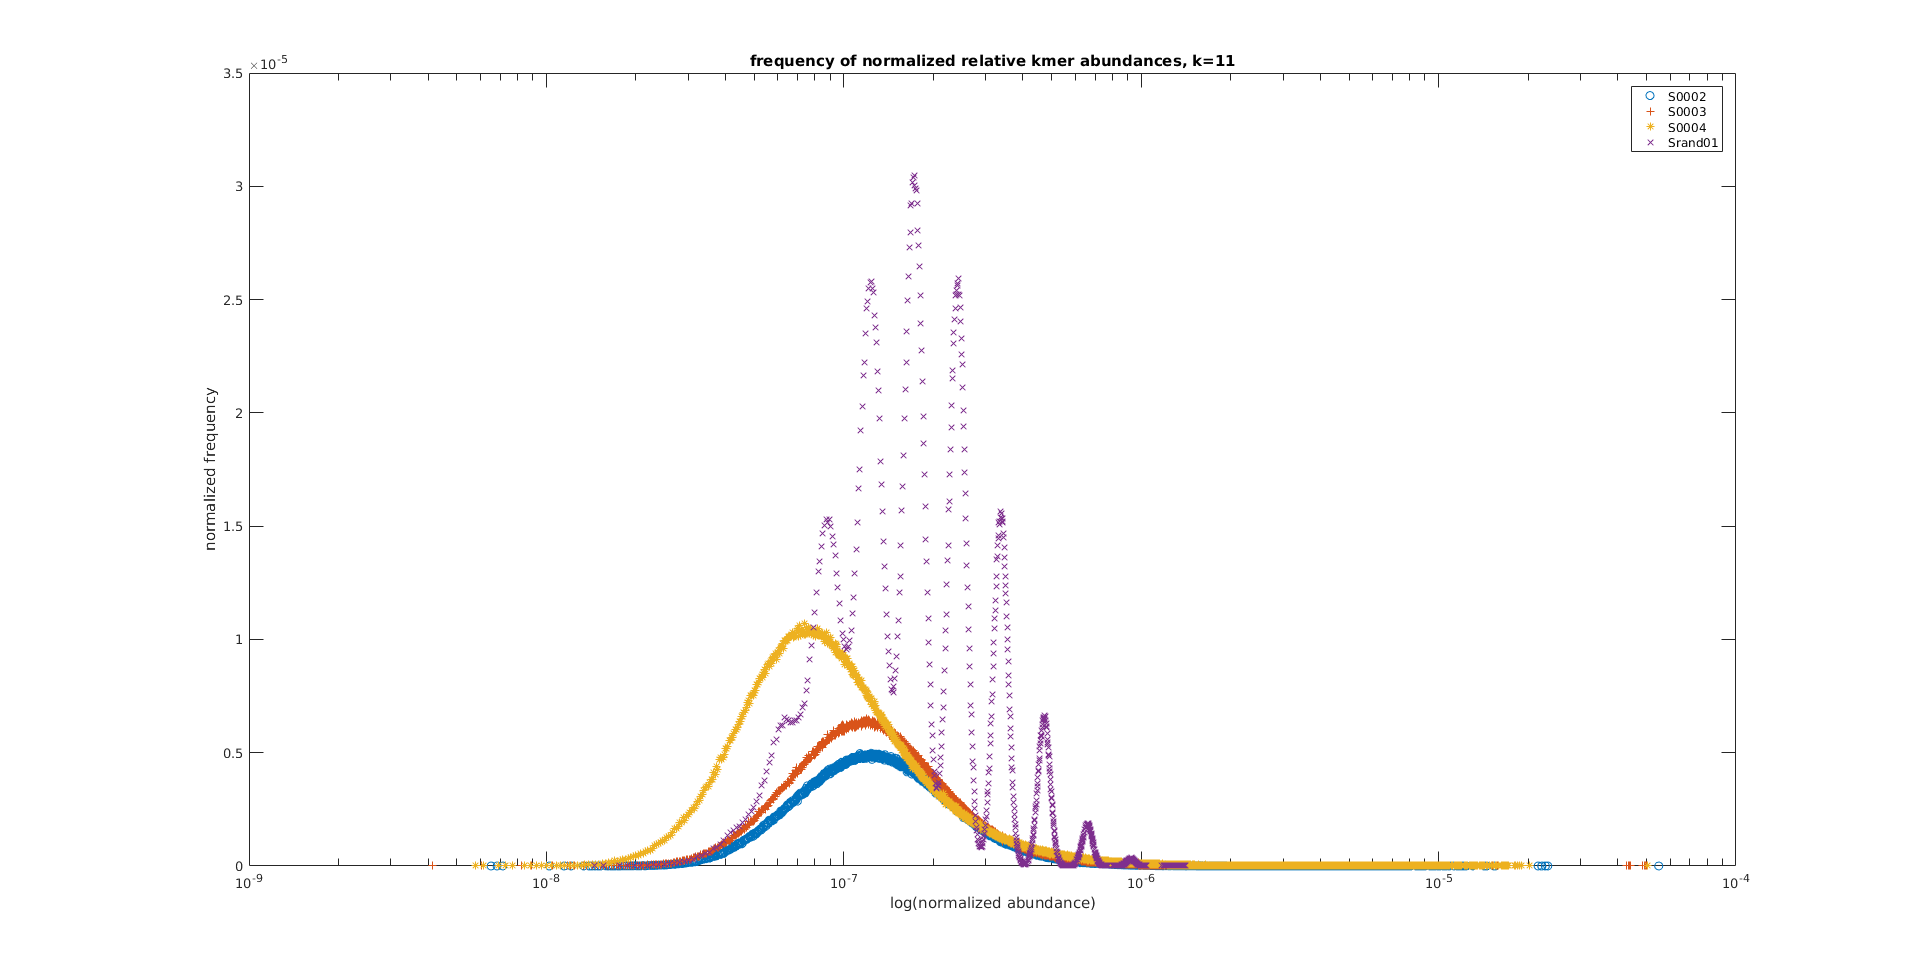 frequency of normalized relative kmer abundances, k=11
×10^-5
3.5
3
2.5
2
1.5
1
0.5
0
normalized frequency
10^-9
10^-8
10^-7
10^-6
10^-5
10^-4
log(normalized abundance)
S0002
S0003
S0004
Srand01